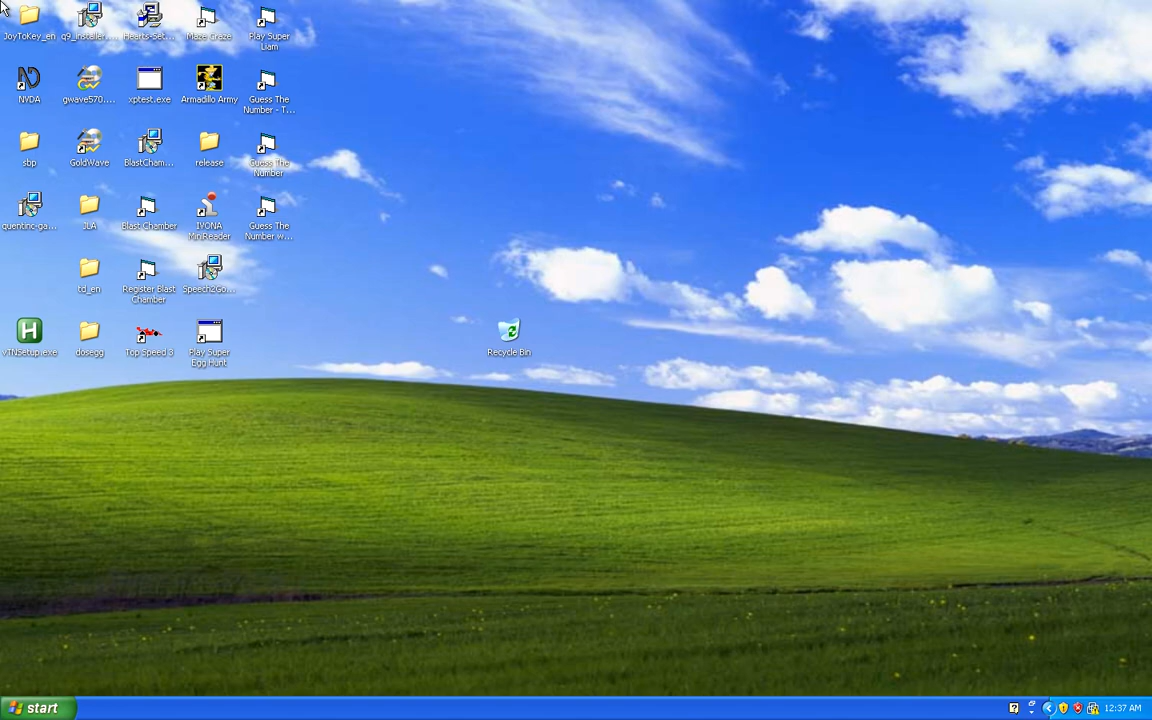 JoyToKey_en
q9_installer...
Hearts-Set...
Maze Craze
Play Super
Liam
NVDA
gwave570....
xptest.exe
Armadillo Army
Guess The
Number - T...
sbp
GoldWave
BlastCham...
release
Guess The
Number
quentinc-ga...
JLA
Blast Chamber
IVONA
MiniReader
Guess The
Number w...
td_en
Register Blast
Chamber
Speech2Go...
vTNSetup.exe
dosegg
Top Speed 3
Play Super
Egg Hunt
Recycle Bin
start
12:37 AM